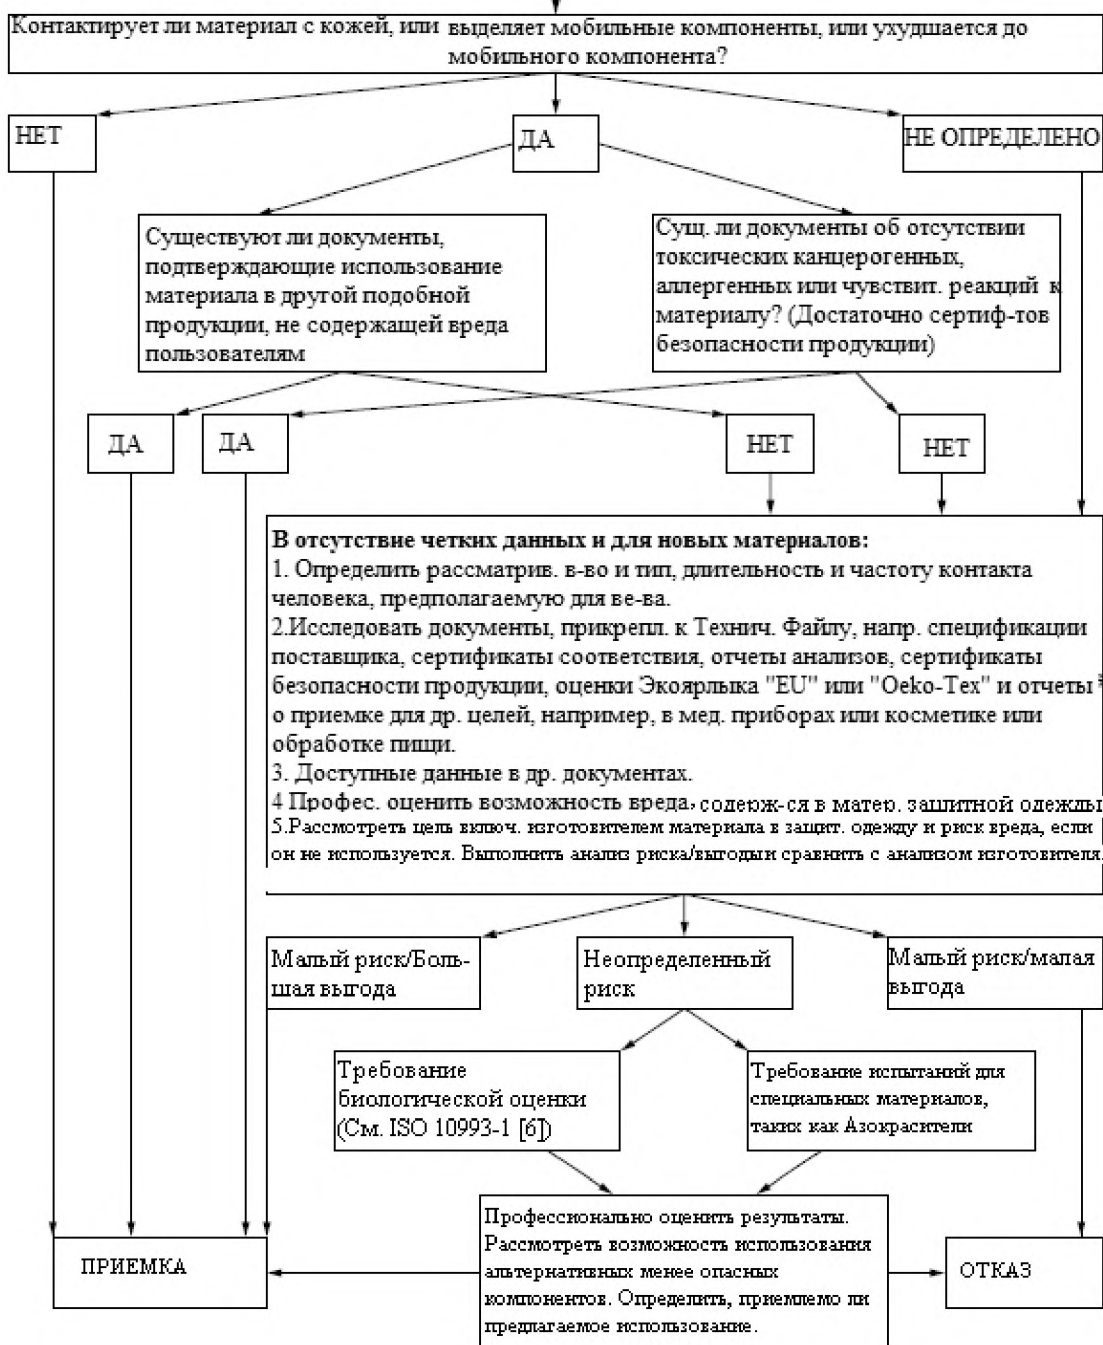 Контактирует ли материал с кожей, или выделяет мобильные компоненты, или ухудшается до
мобильного компонента?
НЕТ
ДА
НЕ ОПРЕДЕЛЕНО
Существуют ли документы,
подтверждающие использование
материала в другой подобной
продукции, не содержащей вреда
пользователям
Сущ. ли документы об отсутствии
токсических канцерогенных,
аллергенных или чувствит. реакций к
материалу? (Достаточно сертиф-тов
безопасности продукции)
ДА
ДА
НЕТ
НЕТ
В отсутствие четких данных и для новых материалов:
1. Определить рассматрив. в-во и тип, длительность и частоту контакта
человека, предполагаемую для ве-ва.
2.Исследовать документы, прикрепл. к Технич. Файлу, напр. спецификации
поставщика, сертификаты соответствия, отчеты анализов, сертификаты
безопасности продукции, оценки Экоярлыка "EU" или "Oeko-Tex" и отчеты
о приемке для др. целей, например, в мед. приборах или косметике или
обработке пищи.
3. Доступные данные в др. документах.
4 Профес. оценить возможность вреда, содерж-ся в матер. защитной одежды
5.Рассмотреть цель включ. изготовителем материала в защит. одежду и риск вреда, если
он не используется. Выполнить анализ риска/выгодыи сравнить с анализом изготовителя.
Малый риск/Боль-
шая выгода
Неопределенный
риск
Малый риск/малая
выгода
Требование
биологической оценки
(См. ISO 10993-1 [6])
Требование испытаний для
специальных материалов,
таких как Азокрасители
Профессионально оценить результаты.
Рассмотреть возможность использования
альтернативных менее опасных
компонентов. Определить, приемлемо ли
предлагаемое использование.
ПРИЕМКА
ОТКАЗ